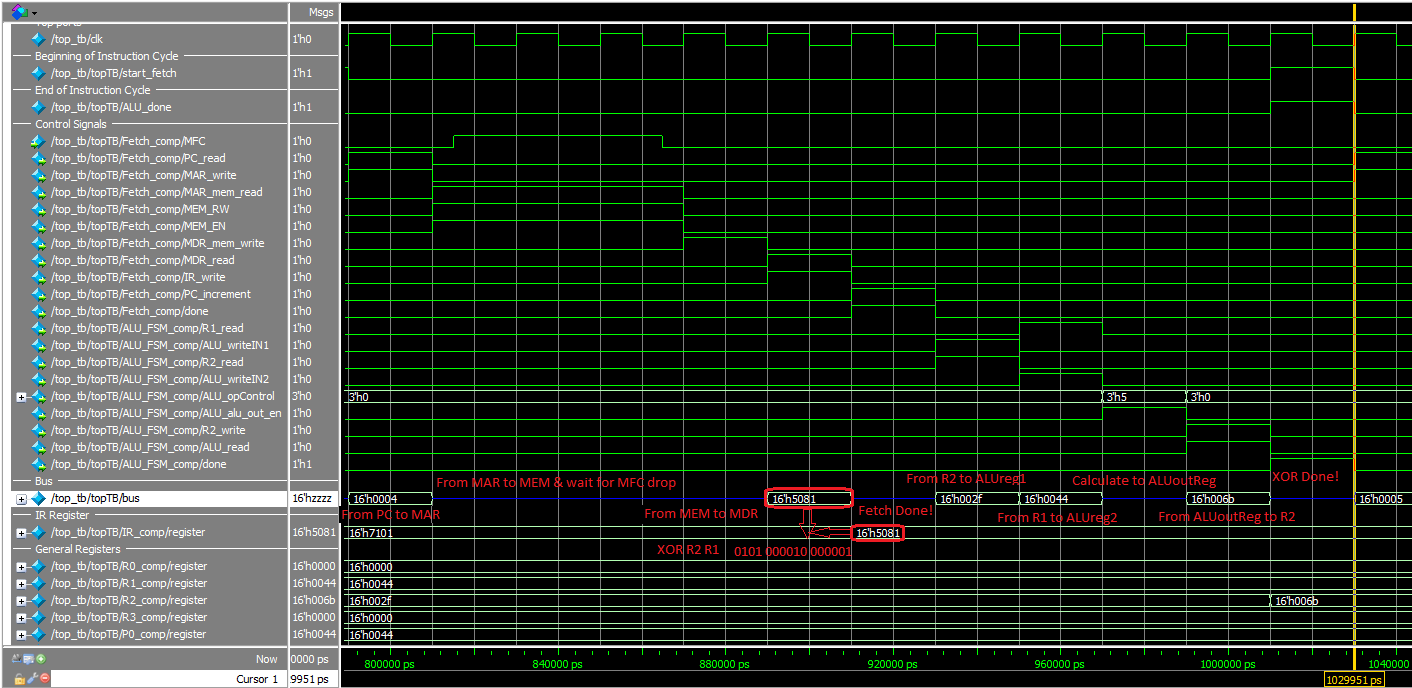 Msgs
Top ports
/top_tb/clk 1'h0
Beginning of Instruction Cycle
/top_tb/topTB/start_fetch 1'h1
End of Instruction Cycle
/top_tb/topTB/ALU_done 1'h1
Control Signals
/top_tb/topTB/Fetch_comp/MFC 1'h0
/top_tb/topTB/Fetch_comp/PC_read 1'h0
/top_tb/topTB/Fetch_comp/MAR_write 1'h0
/top_tb/topTB/Fetch_comp/MAR_mem_read 1'h0
/top_tb/topTB/Fetch_comp/MEM_RW 1'h0
/top_tb/topTB/Fetch_comp/MEM_EN 1'h0
/top_tb/topTB/Fetch_comp/MDR_mem_write 1'h0
/top_tb/topTB/Fetch_comp/MDR_read 1'h0
/top_tb/topTB/Fetch_comp/IR_write 1'h0
/top_tb/topTB/Fetch_comp/PC_increment 1'h0
/top_tb/topTB/Fetch_comp/done 1'h0
/top_tb/topTB/ALU_FSM_comp/R1_read 1'h0
/top_tb/topTB/ALU_FSM_comp/ALU_writeIN1 1'h0
/top_tb/topTB/ALU_FSM_comp/R2_read 1'h0
/top_tb/topTB/ALU_FSM_comp/ALU_writeIN2 1'h0
/top_tb/topTB/ALU_FSM_comp/ALU_opControl 3'h0 3'h0 3'h5 3'h0
/top_tb/topTB/ALU_FSM_comp/ALU_alu_out_en 1'h0
/top_tb/topTB/ALU_FSM_comp/R2_write 1'h0
/top_tb/topTB/ALU_FSM_comp/ALU_read 1'h0
/top_tb/topTB/ALU_FSM_comp/done 1'h1
Bus
From MAR to MEM & wait for MFC drop From R2 to ALUreg1 Calculate to ALUoutReg XOR Done!
/top_tb/topTB/bus 16'hzzzz 16'h0004 16'h5081 16'h002f 16'h0044 16'h006b 16'h0005
From PC to MAR From MEM to MDR Fetch Done! From R1 to ALUreg2 From ALUoutReg to R2
IR Register
/top_tb/topTB/IR_comp/register 16'h5081 16'h7101 16'h5081
General Registers
XOR R2 R1 0101 000010 000001
/top_tb/topTB/R0_comp/register 16'h0000 16'h0000
/top_tb/topTB/R1_comp/register 16'h0044 16'h0044
/top_tb/topTB/R2_comp/register 16'h006b 16'h002f 16'h006b
/top_tb/topTB/R3_comp/register 16'h0000 16'h0000
/top_tb/topTB/P0_comp/register 16'h0044 16'h0044
Now 0000 ps 800000 ps 840000 ps 880000 ps 920000 ps 960000 ps 1000000 ps 1040000
Cursor 1 9951 ps 1029951 ps